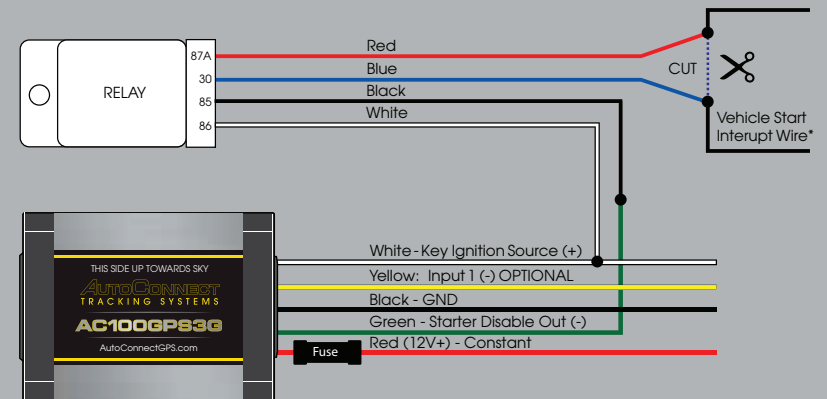 Red
87A
Blue
30
CUT
RELAY
Black
85
White
86
Vehicle Start
Interupt Wire*
White - Key Ignition Source (+)
THIS SIDE UP TOWARDS SKY
Yellow: Input 1 (-) OPTIONAL
AUTOCONNECT
TRACKING SYSTEMS
Black - GND
AC100GPS3G
Green - Starter Disable Out (-)
AutoConnectGPS.com
Fuse
Red (12V+) - Constant